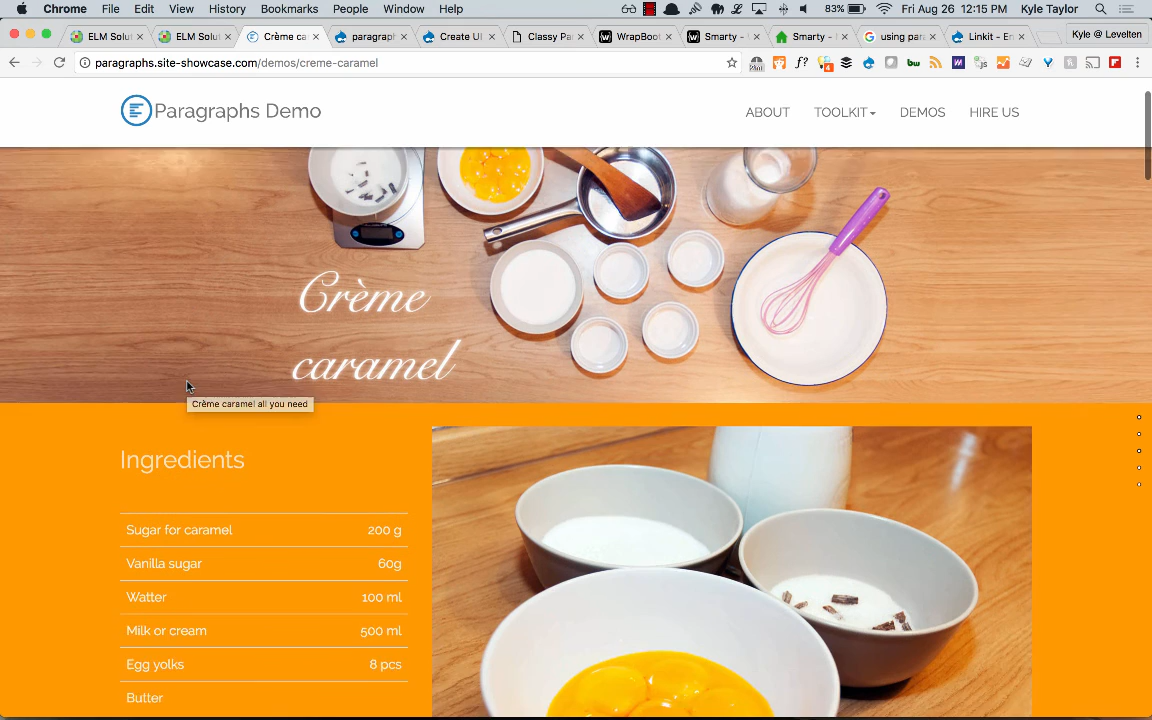 Chrome File Edit View History Bookmarks People Window Help 83% Fri Aug 26 12:15 PM Kyle Taylor
ELM Solut ELM Solut Crème ca paragraph Create UI Classy Pa WrapBoot Smarty - Smarty - using para Linkit - En Kyle @ Levelten
paragraphs.site-showcase.com/demos/creme-caramel
Paragraphs Demo ABOUT TOOLKIT DEMOS HIRE US
Crème
caramel
Crème caramel all you need
Ingredients
Sugar for caramel 200 g
Vanilla sugar 60g
Watter 100 ml
Milk or cream 500 ml
Egg yolks 8 pcs
Butter